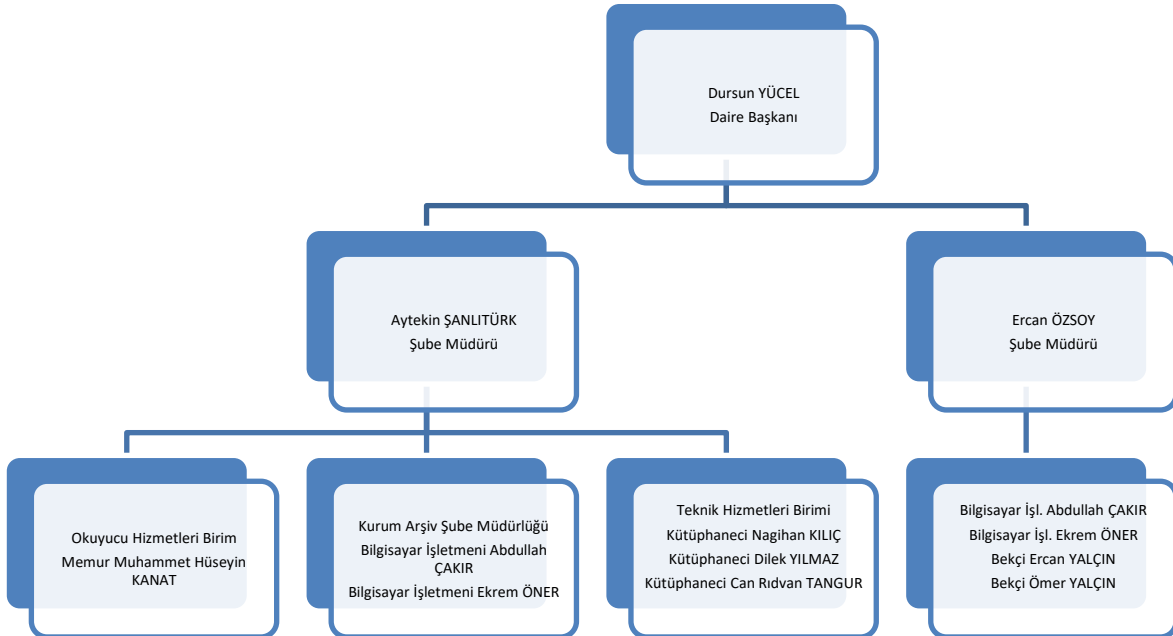 Dursun YÜCEL
Daire Başkanı
Aytekin ŞANLITÜRK
Şube Müdürü
Ercan ÖZSOY
Şube Müdürü
Okuyucu Hizmetleri Birim
Memur Muhammet Hüseyin
KANAT
Kurum Arşiv Şube Müdürlüğü
Bilgisayar İşletmeni Abdullah
ÇAKIR
Bilgisayar İşletmeni Ekrem ÖNER
Teknik Hizmetleri Birimi
Kütüphaneci Nagihan KILIÇ
Kütüphaneci Dilek YILMAZ
Kütüphaneci Can Rıdvan TANGUR
Bilgisayar İşl. Abdullah ÇAKIR
Bilgisayar İşl. Ekrem ÖNER
Bekçi Ercan YALÇIN
Bekçi Ömer YALÇIN